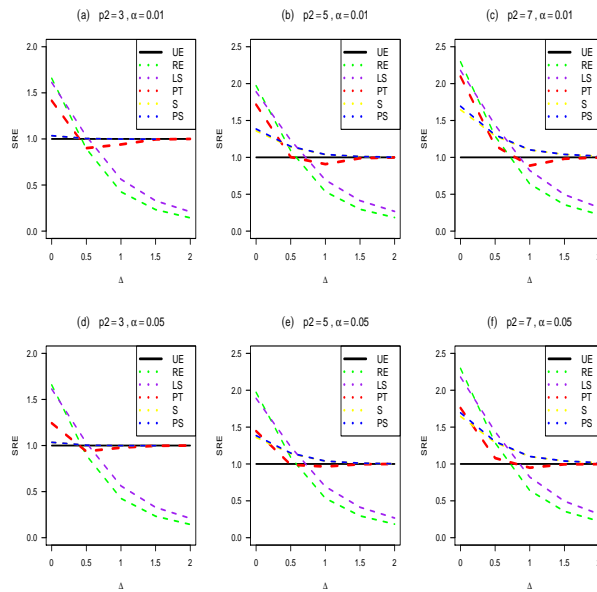 (a) p2 = 3 , α = 0.01
SRE
2.0
1.5
1.0
0.5
0.0
0 0.5 1 1.5 2
Δ
UE
RE
LS
PT
S
PS
(b) p2 = 5 , α = 0.01
SRE
2.5
2.0
1.5
1.0
0.5
0.0
0 0.5 1 1.5 2
Δ
UE
RE
LS
PT
S
PS
(c) p2 = 7 , α = 0.01
SRE
2.5
2.0
1.5
1.0
0.5
0.0
0 0.5 1 1.5 2
Δ
UE
RE
LS
PT
S
PS
(d) p2 = 3 , α = 0.05
SRE
2.0
1.5
1.0
0.5
0.0
0 0.5 1 1.5 2
Δ
UE
RE
LS
PT
S
PS
(e) p2 = 5 , α = 0.05
SRE
2.5
2.0
1.5
1.0
0.5
0.0
0 0.5 1 1.5 2
Δ
UE
RE
LS
PT
S
PS
(f) p2 = 7 , α = 0.05
SRE
2.5
2.0
1.5
1.0
0.5
0.0
0 0.5 1 1.5 2
Δ
UE
RE
LS
PT
S
PS